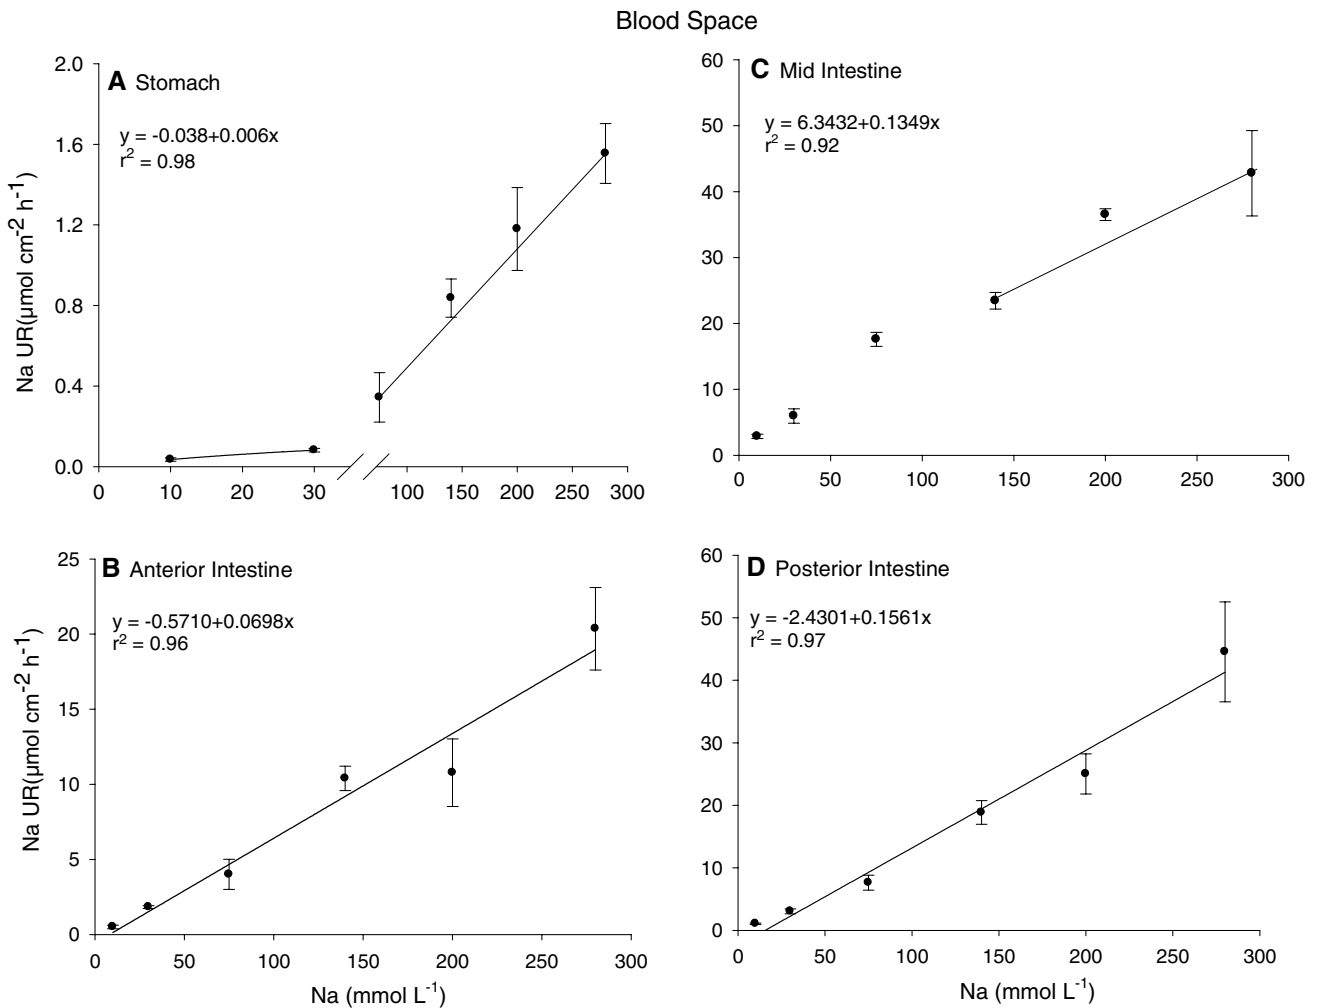 Blood Space
A Stomach
y = -0.038+0.006x
r² = 0.98
Na UR(µmol cm⁻² h⁻¹)
2.0
1.6
1.2
0.8
0.4
0.0
0 10 20 30 100 150 200 250 300
C Mid Intestine
y = 6.3432+0.1349x
r² = 0.92
60
50
40
30
20
10
0
0 50 100 150 200 250 300
B Anterior Intestine
y = -0.5710+0.0698x
r² = 0.96
Na UR(µmol cm⁻² h⁻¹)
25
20
15
10
5
0
0 50 100 150 200 250 300
Na (mmol L⁻¹)
D Posterior Intestine
y = -2.4301+0.1561x
r² = 0.97
60
50
40
30
20
10
0
0 50 100 150 200 250 300
Na (mmol L⁻¹)